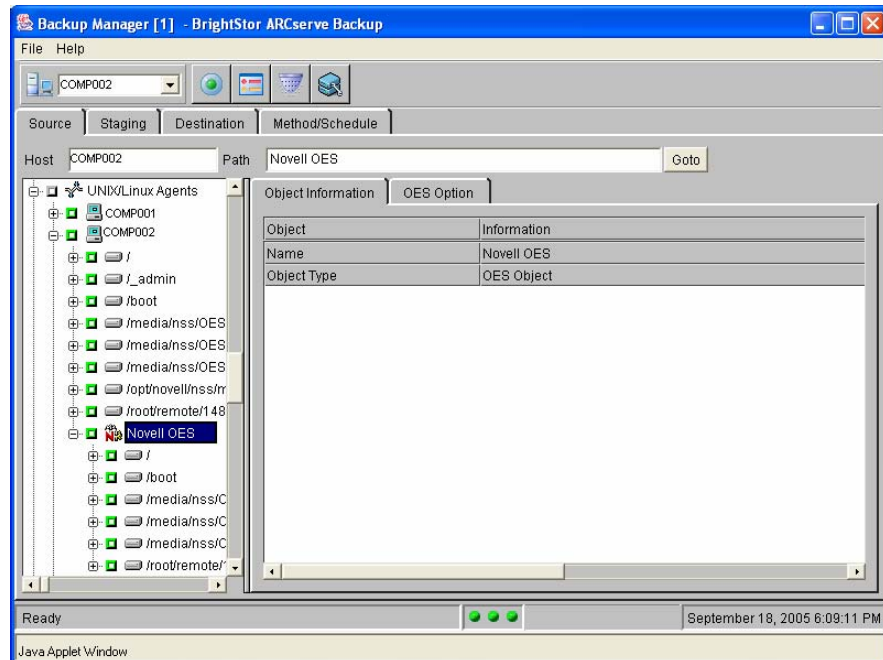 Backup Manager [1] - BrightStor ARCserve Backup
File Help
COMP002
Source Staging Destination Method/Schedule
Host COMP002 Path Novell OES Goto
UNIX/Linux Agents
COMP001
COMP002
/
/_admin
/boot
/media/nss/OES
/media/nss/OES
/media/nss/OES
/opt/novell/nss/m
/root/remote/148
Novell OES
/
/boot
/media/nss/O
/media/nss/O
/media/nss/O
/root/remote/
Object Information OES Option
Object Information
Name Novell OES
Object Type OES Object
Ready September 18, 2005 6:09:11 PM
Java Applet Window